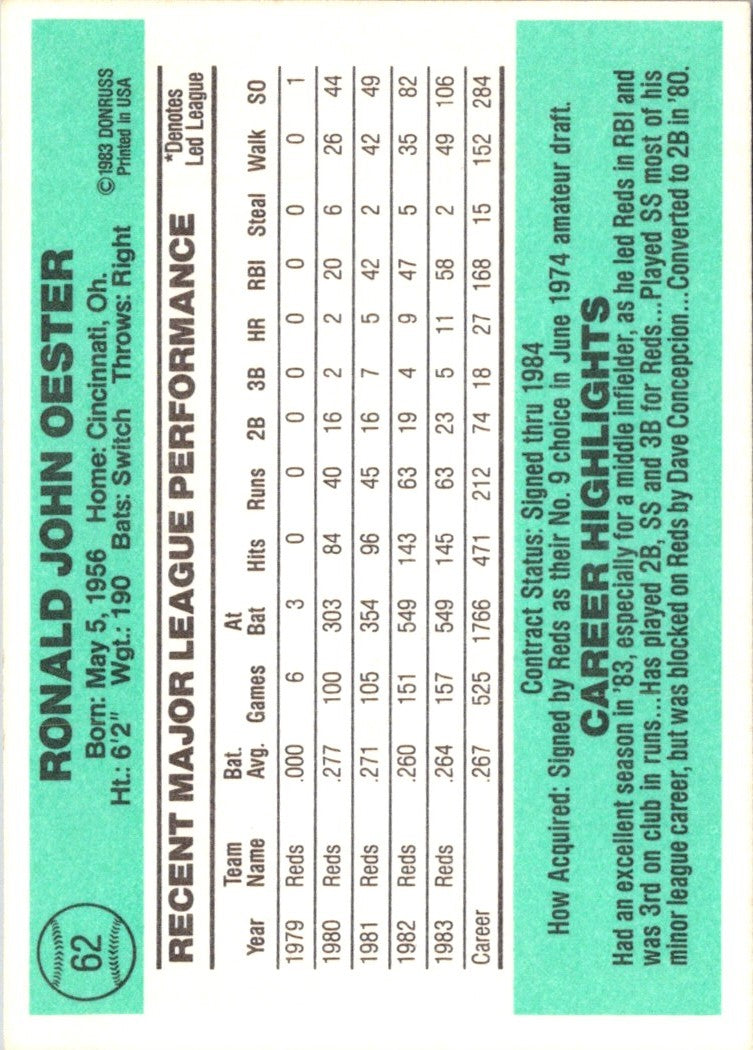 62
RONALD JOHN OESTER
Born: May 5, 1956 Home: Cincinnati, Oh.
Ht.: 6'2" Wgt.: 190 Bats: Switch Throws: Right
©1983 DONRUSS
Printed in USA
RECENT MAJOR LEAGUE PERFORMANCE
*Denotes
Led League
Year Team Name Bat. Avg. Games At Bat Hits Runs 2B 3B HR RBI Steal Walk SO
1979 Reds .000 6 3 0 0 0 0 0 0 0 0 1
1980 Reds .277 100 303 84 40 16 2 2 20 6 26 44
1981 Reds .271 105 354 96 45 16 7 5 42 2 42 49
1982 Reds .260 151 549 143 63 19 4 9 47 5 35 82
1983 Reds .264 157 549 145 63 23 5 11 58 2 49 106
Career .267 525 1766 471 212 74 18 27 168 15 152 284
Contract Status: Signed thru 1984
How Acquired: Signed by Reds as their No. 9 choice in June 1974 amateur draft.
CAREER HIGHLIGHTS
Had an excellent season in '83, especially for a middle infielder, as he led Reds in RBI and
was 3rd on club in runs...Has played 2B, SS and 3B for Reds....Played SS most of his
minor league career, but was blocked on Reds by Dave Concepcion...Converted to 2B in '80.